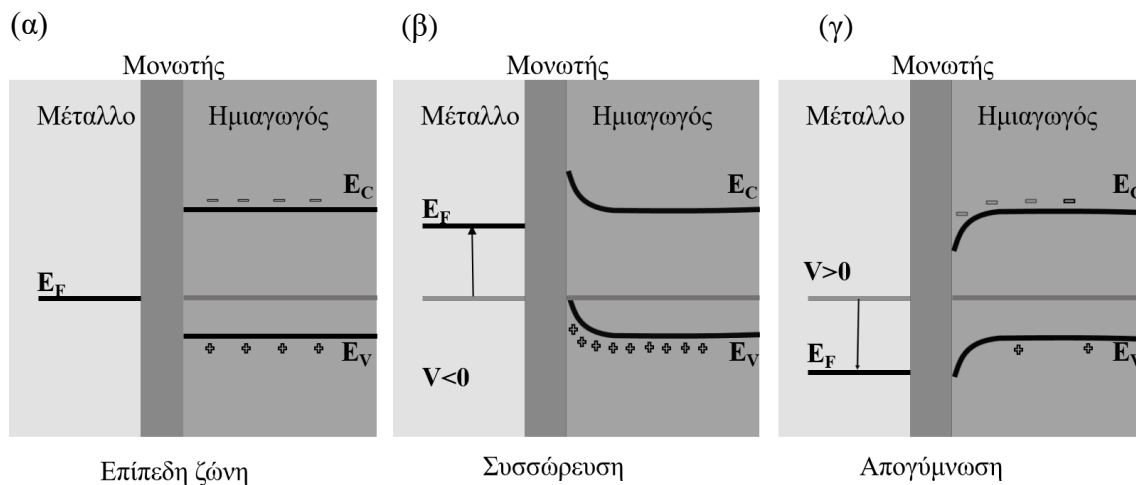 (α)
Μονωτής
Μέταλλο
Ημιαγωγός
E_C
E_F
E_V
Επίπεδη ζώνη
(β)
Μονωτής
Μέταλλο
Ημιαγωγός
E_C
E_F
E_V
V<0
Συσσώρευση
(γ)
Μονωτής
Μέταλλο
Ημιαγωγός
E_C
V>0
E_F
E_V
Απογύμνωση